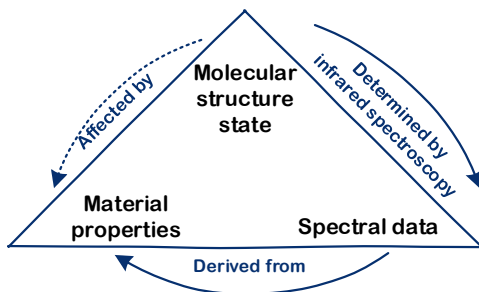 Molecular
structure
state
Affected by
Determined by
infrared spectroscopy
Material
properties
Spectral data
Derived from